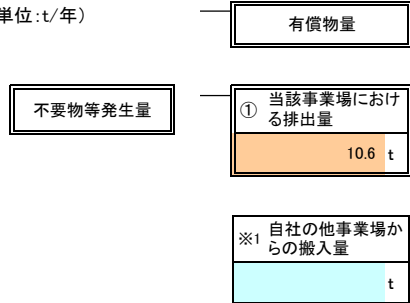 単位:t/年）
有償物量
不要物等発生量
① 当該事業場におけ
る排出量
10.6 t
※1 自社の他事業場か
らの搬入量
t